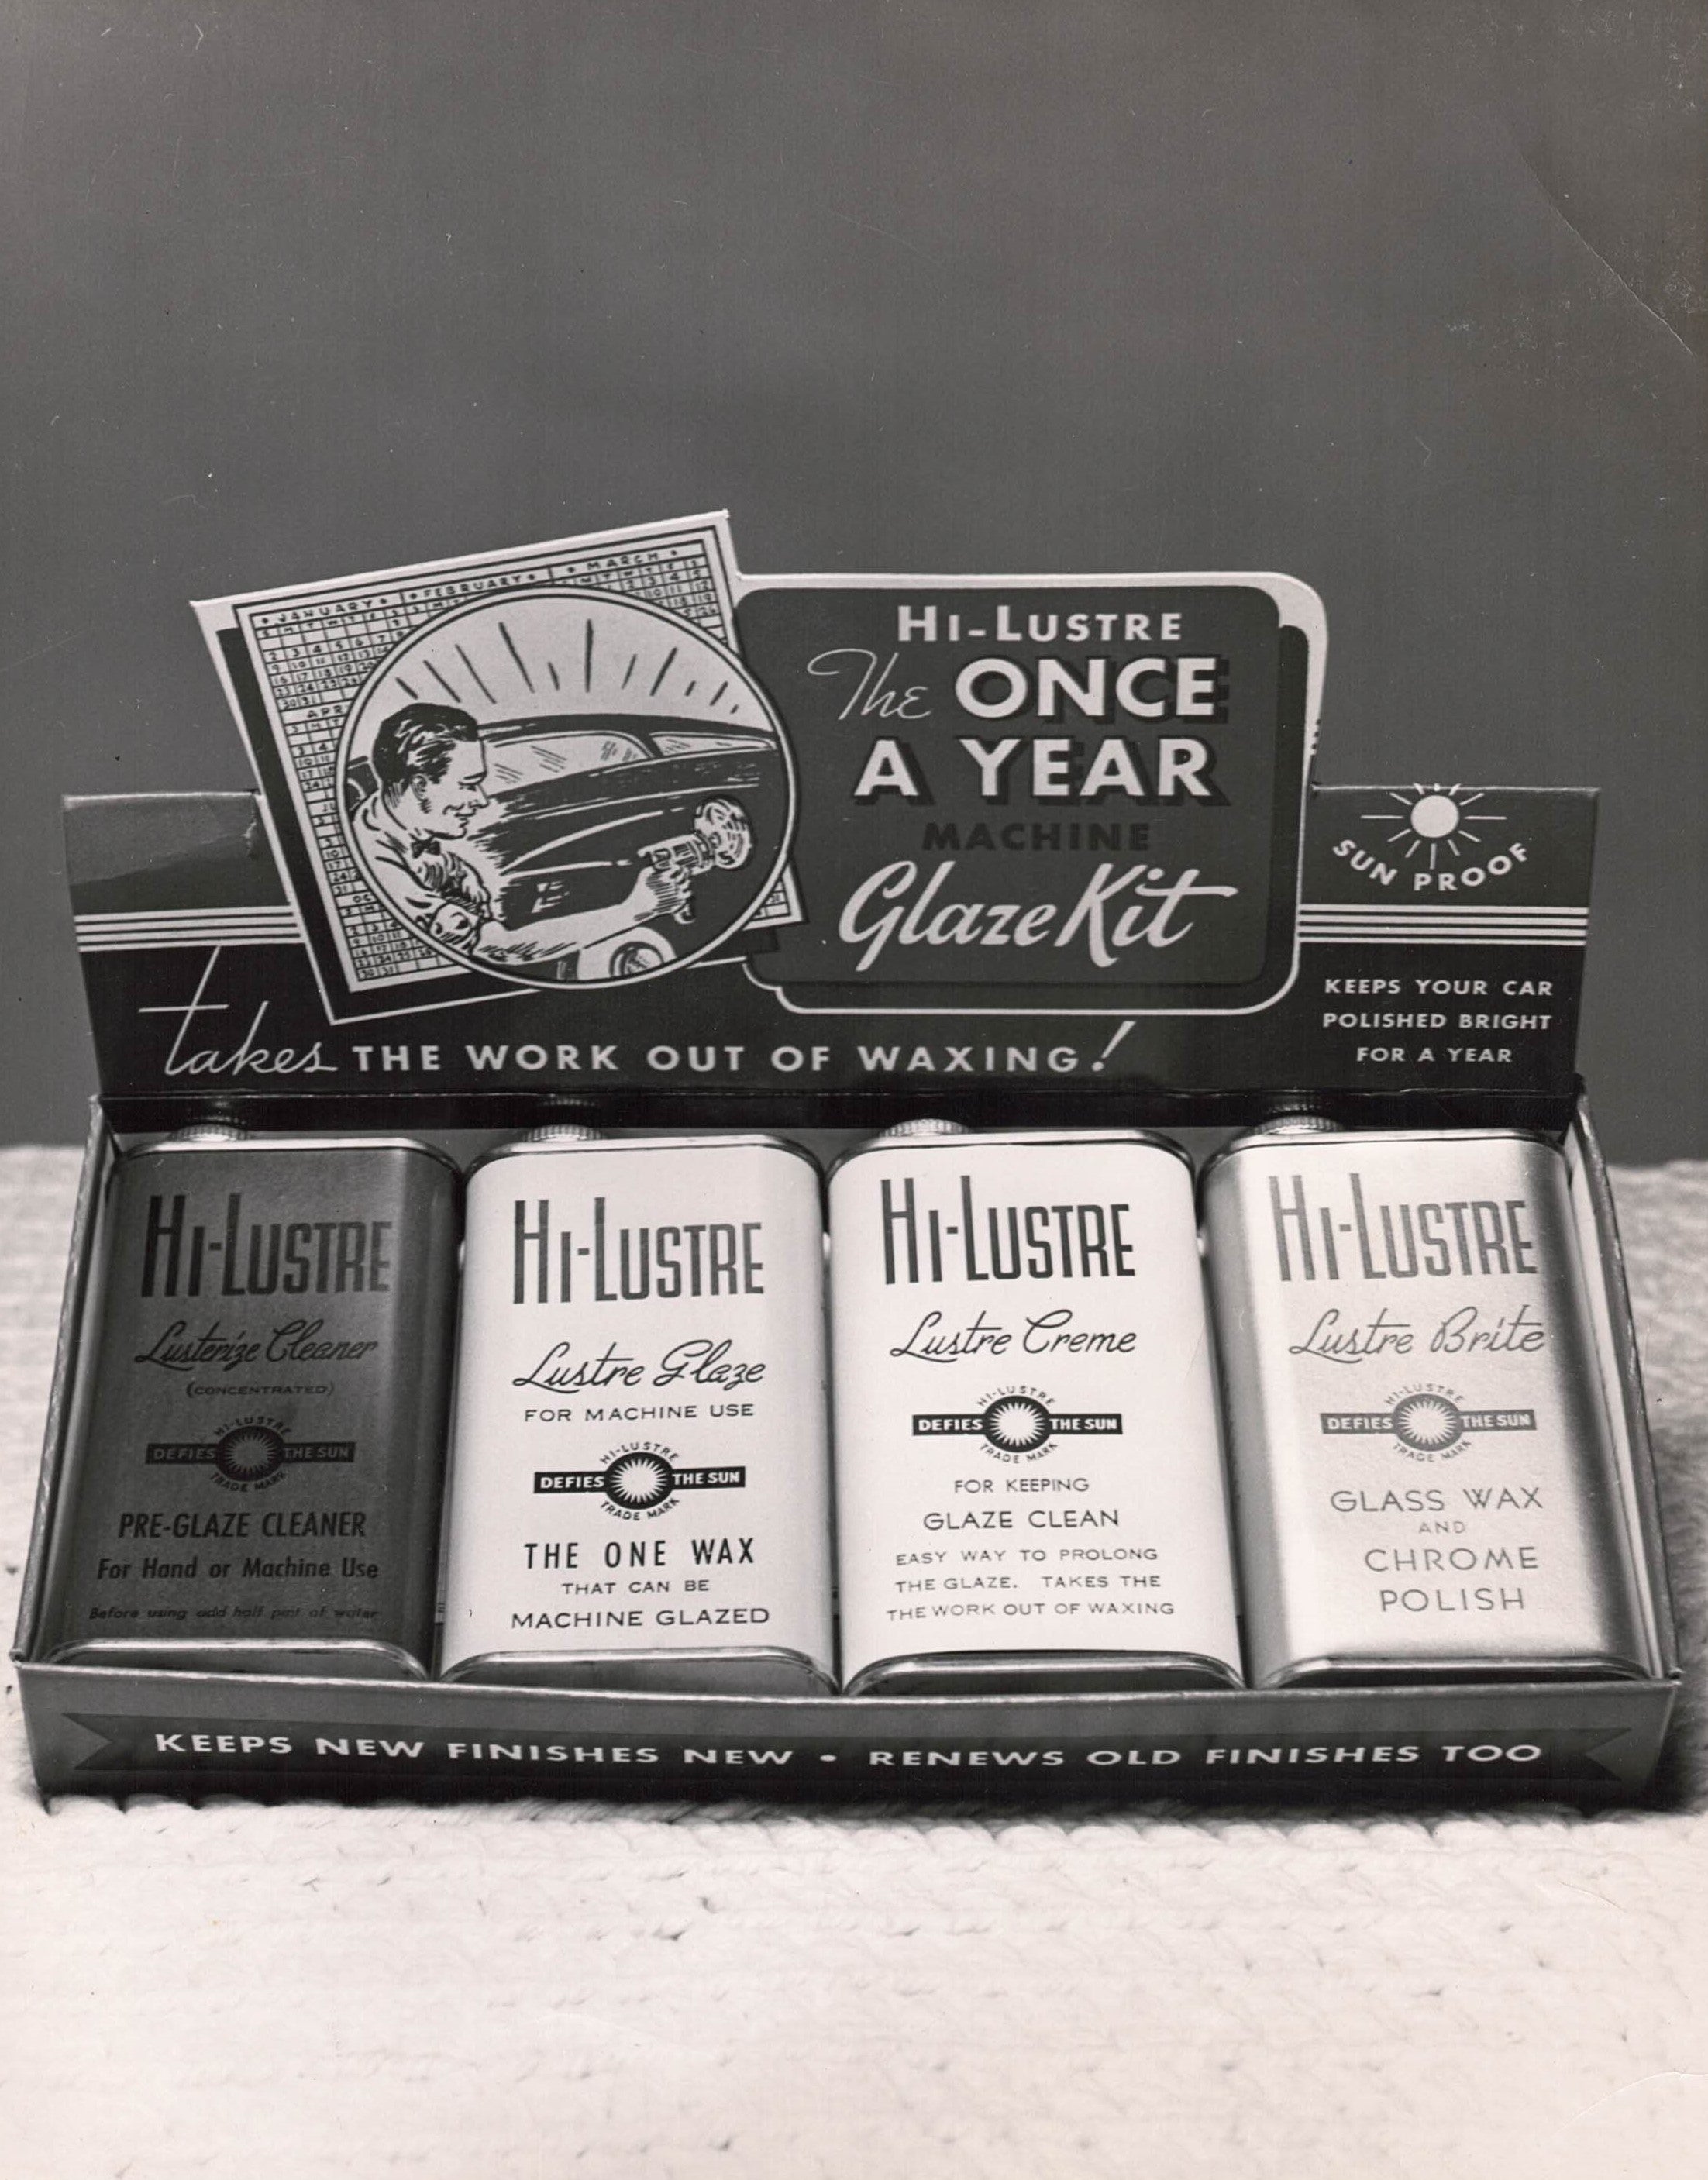 JANUARY • FEBRUARY • MARCH
APR
HI-LUSTRE
The ONCE
A YEAR
MACHINE
Glaze Kit
SUN PROOF
KEEPS YOUR CAR
POLISHED BRIGHT
FOR A YEAR
takes THE WORK OUT OF WAXING!
HI-LUSTRE
Lusterize Cleaner
(CONCENTRATED)
HI-LUSTRE
DEFIES THE SUN
TRADE MARK
PRE-GLAZE CLEANER
For Hand or Machine Use
Before using add half pint of water
HI-LUSTRE
Lustre Glaze
FOR MACHINE USE
HI-LUSTRE
DEFIES THE SUN
TRADE MARK
THE ONE WAX
THAT CAN BE
MACHINE GLAZED
HI-LUSTRE
Lustre Creme
HI-LUSTRE
DEFIES THE SUN
TRADE MARK
FOR KEEPING
GLAZE CLEAN
EASY WAY TO PROLONG
THE GLAZE. TAKES THE
THE WORK OUT OF WAXING
HI-LUSTRE
Lustre Brite
HI-LUSTRE
DEFIES THE SUN
TRADE MARK
GLASS WAX
AND
CHROME
POLISH
KEEPS NEW FINISHES NEW • RENEWS OLD FINISHES TOO